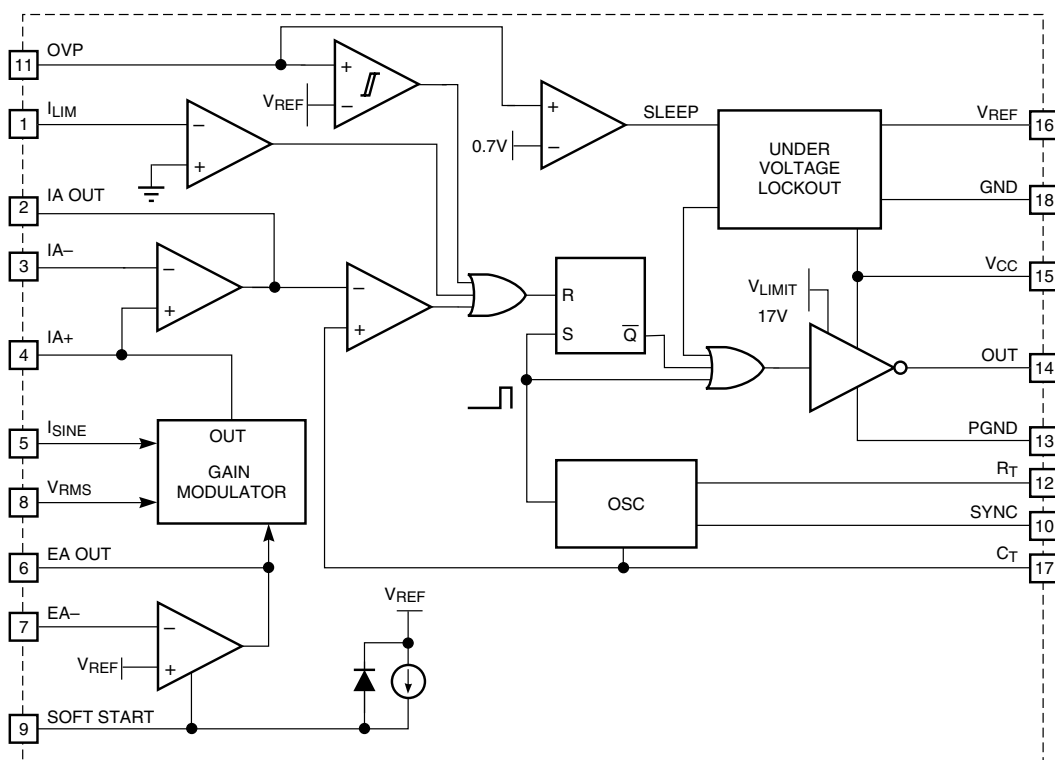 11 OVP
+
−
VREF
1 ILIM
−
+
+
−
0.7V
SLEEP
UNDER
VOLTAGE
LOCKOUT
VREF 16
GND 18
2 IA OUT
3 IA−
−
+
4 IA+
−
+
R
S
Q
VLIMIT
17V
VCC 15
OUT 14
PGND 13
5 ISINE
8 VRMS
OUT
GAIN
MODULATOR
OSC
RT 12
SYNC 10
CT 17
6 EA OUT
7 EA−
−
+
VREF
VREF
9 SOFT START